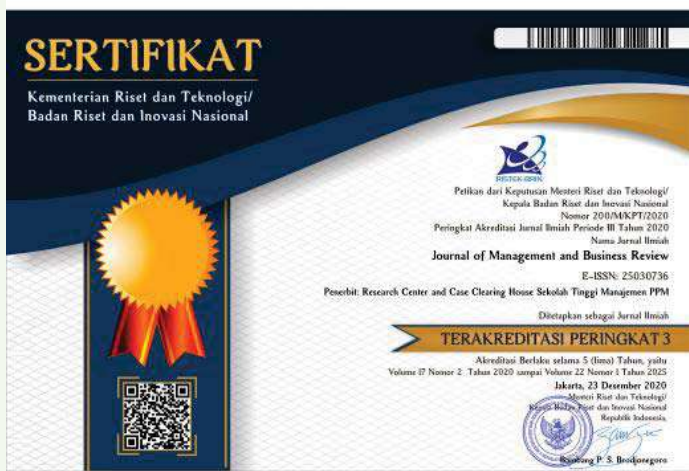 SERTIFIKAT
Kementerian Riset dan Teknologi/
Badan Riset dan Inovasi Nasional
RISTEK-BRIN
Petikan dari Keputusan Menteri Riset dan Teknologi/
Kepala Badan Riset dan Inovasi Nasional
Nomor 200/M/KPT/2020
Peringkat Akreditasi Jurnal Ilmiah Periode III Tahun 2020
Nama Jurnal Ilmiah
Journal of Management and Business Review
E-ISSN: 25030736
Penerbit: Research Center and Case Clearing House Sekolah Tinggi Manajemen PPM
Ditetapkan sebagai Jurnal Ilmiah
TERAKREDITASI PERINGKAT 3
Akreditasi Berlaku selama 5 (lima) Tahun, yaitu
Volume 17 Nomor 2 Tahun 2020 sampai Volume 22 Nomor 1 Tahun 2025
Jakarta, 23 Desember 2020
Menteri Riset dan Teknologi/
Kepala Badan Riset dan Inovasi Nasional
Republik Indonesia,
Bambang P. S. Brodjonegoro